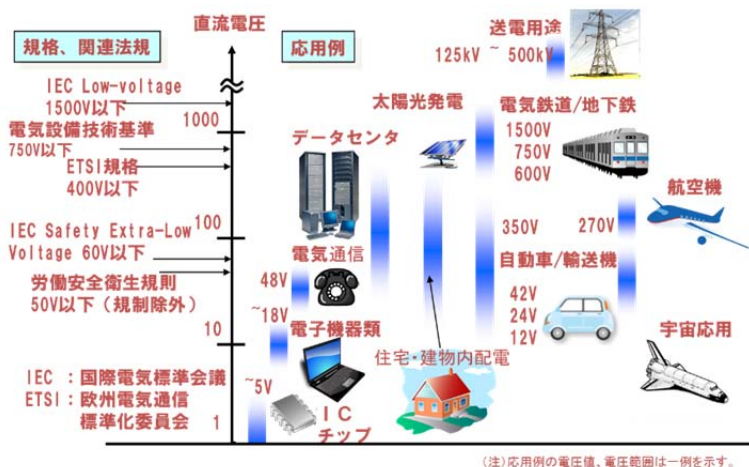 直流電圧
規格、関連法規
応用例
送電用途
125kV ~ 500kV
IEC Low-voltage
1500V以下
1000
電気設備技術基準
750V以下
ETSI規格
400V以下
100
IEC Safety Extra-Low
Voltage 60V以下
労働安全衛生規則
50V以下（規制除外）
10
IEC ：国際電気標準会議
ETSI：欧州電気通信
標準化委員会
1
太陽光発電
データセンタ
電気鉄道/地下鉄
1500V
750V
600V
航空機
350V
270V
電気通信
48V
自動車/輸送機
42V
24V
12V
~18V
電子機器類
住宅・建物内配電
宇宙応用
~5V
IC
チップ
(注)応用例の電圧値、電圧範囲は一例を示す。